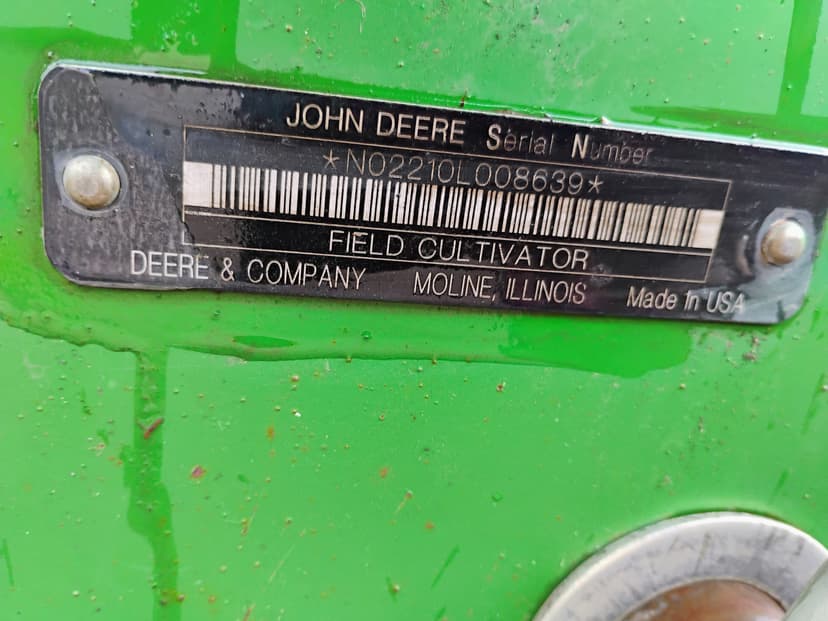 JOHN DEERE Serial Number
*N02210L008639*
FIELD CULTIVATOR
DEERE & COMPANY MOLINE, ILLINOIS Made in USA